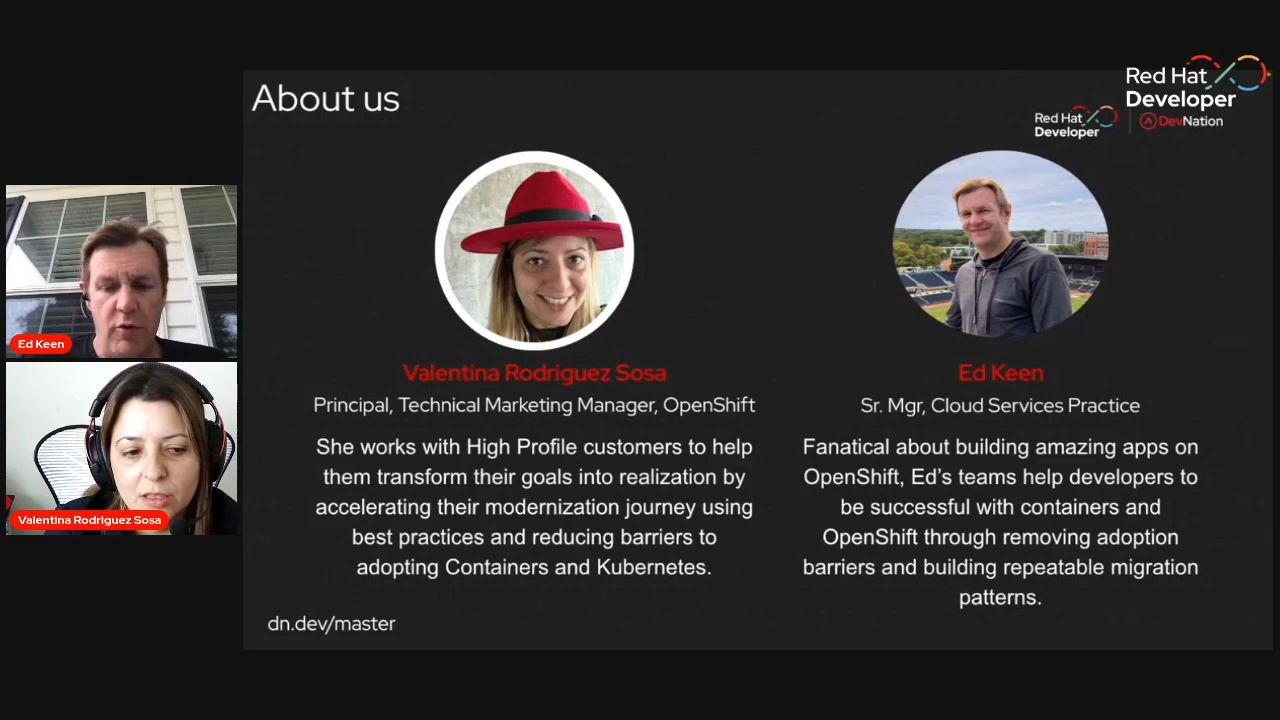 Red Hat
Developer
About us
Red Hat
Developer
DevNation
Ed Keen
Valentina Rodriguez Sosa
Valentina Rodriguez Sosa
Principal, Technical Marketing Manager, OpenShift
She works with High Profile customers to help
them transform their goals into realization by
accelerating their modernization journey using
best practices and reducing barriers to
adopting Containers and Kubernetes.
Ed Keen
Sr. Mgr, Cloud Services Practice
Fanatical about building amazing apps on
OpenShift, Ed's teams help developers to
be successful with containers and
OpenShift through removing adoption
barriers and building repeatable migration
patterns.
dn.dev/master